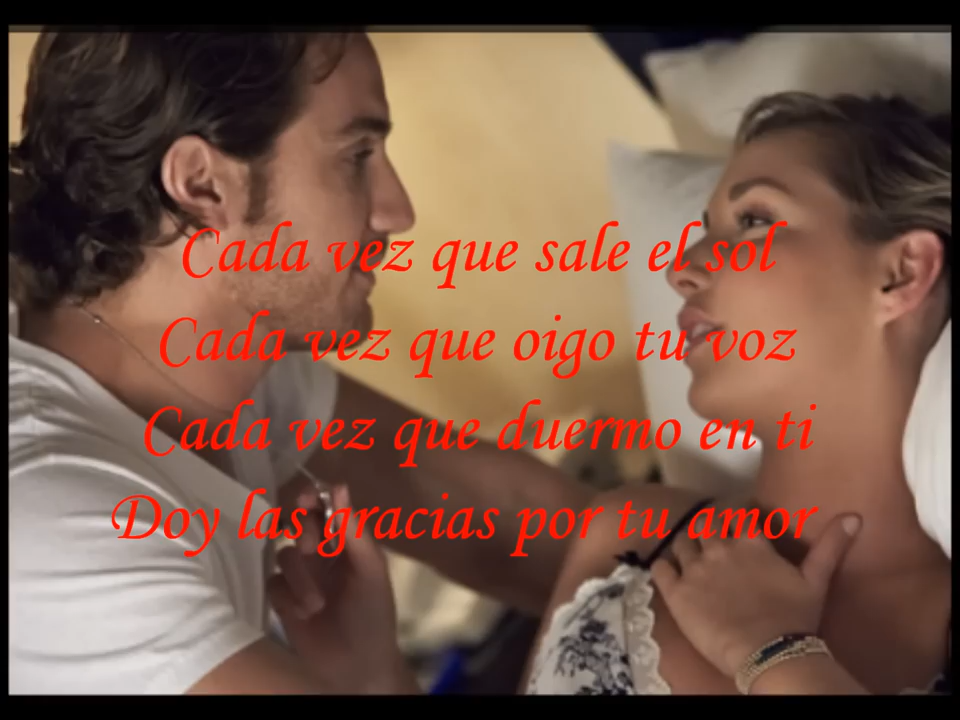 Cada vez que sale el sol
Cada vez que oigo tu voz
Cada vez que duermo en ti
Doy las gracias por tu amor